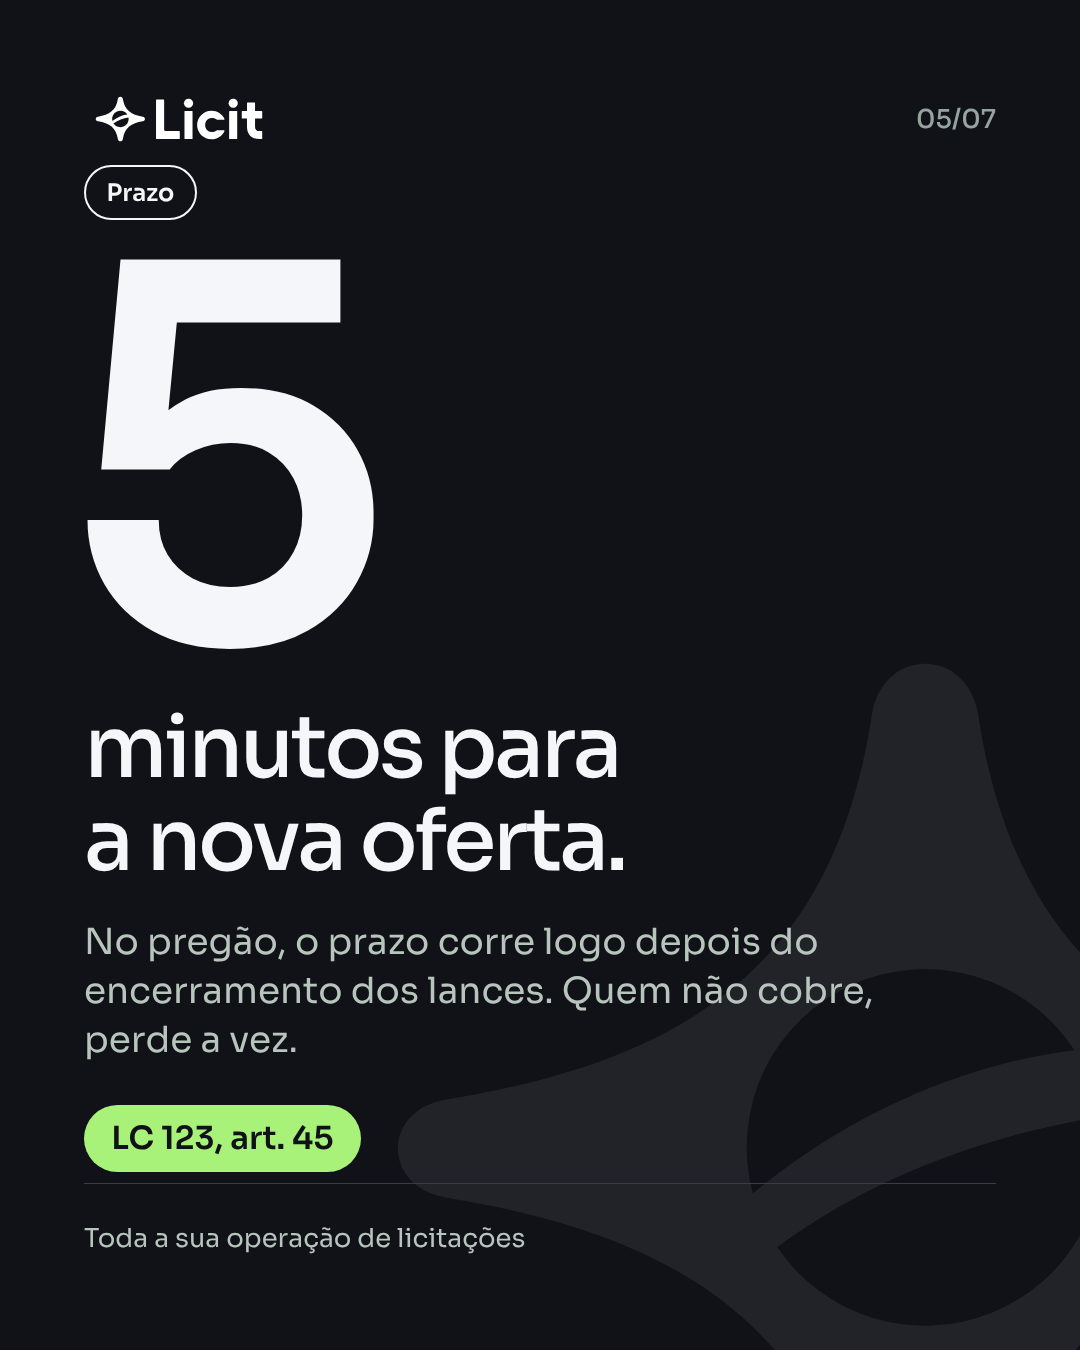 Licit
05/07
Prazo
5
minutos para
a nova oferta.
No pregão, o prazo corre logo depois do
encerramento dos lances. Quem não cobre,
perde a vez.
LC 123, art. 45
Toda a sua operação de licitações